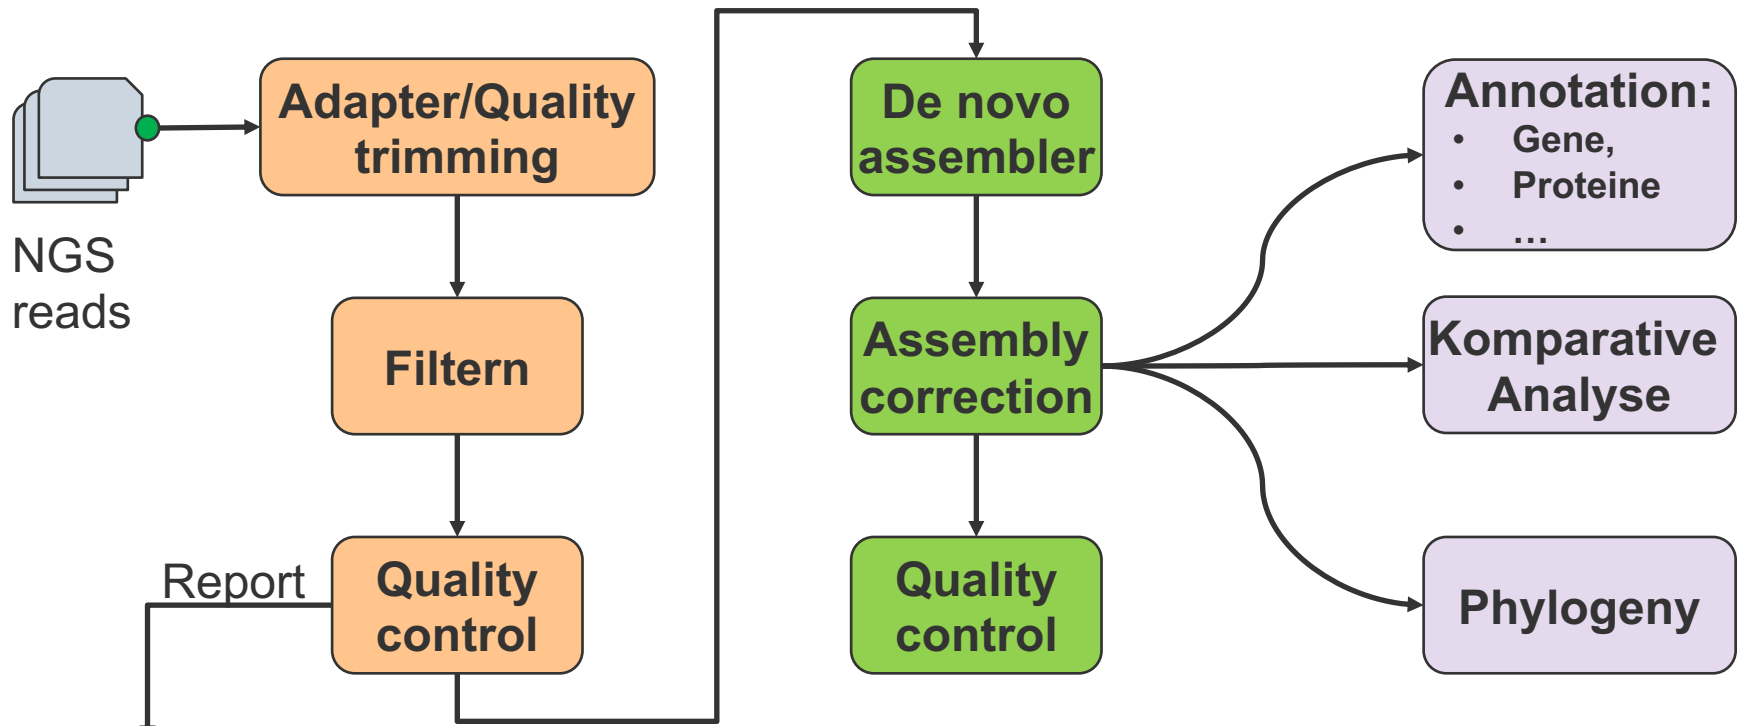 NGS
reads
Adapter/Quality
trimming
Filtern
Report
Quality
control
De novo
assembler
Assembly
correction
Quality
control
Annotation:
• Gene,
• Proteine
• ...
Komparative
Analyse
Phylogeny